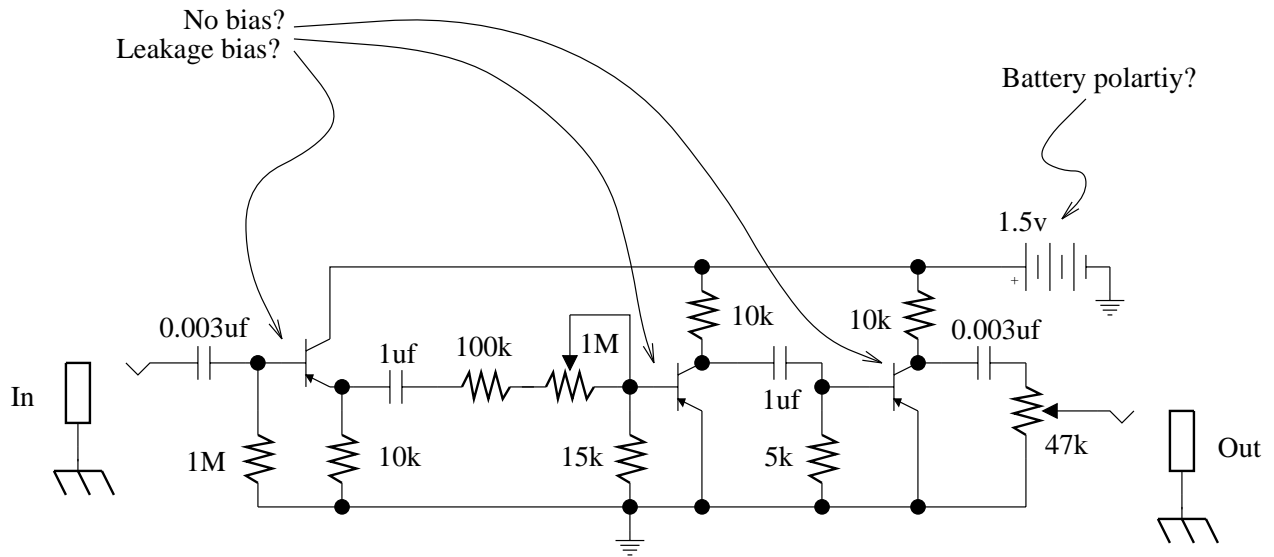 No bias?
Leakage bias?
Battery polartiy?
1.5v
+
0.003uf
10k
10k
0.003uf
1uf
100k
1M
In
1uf
1M
10k
15k
5k
47k
Out